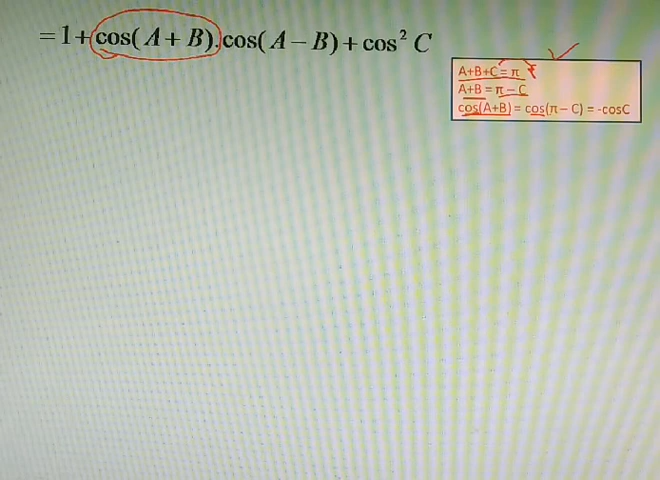 =1+cos(A+B).cos(A−B)+cos² C
A+B+C = π
A+B = π – C
cos(A+B) = cos(π – C) = -cosC